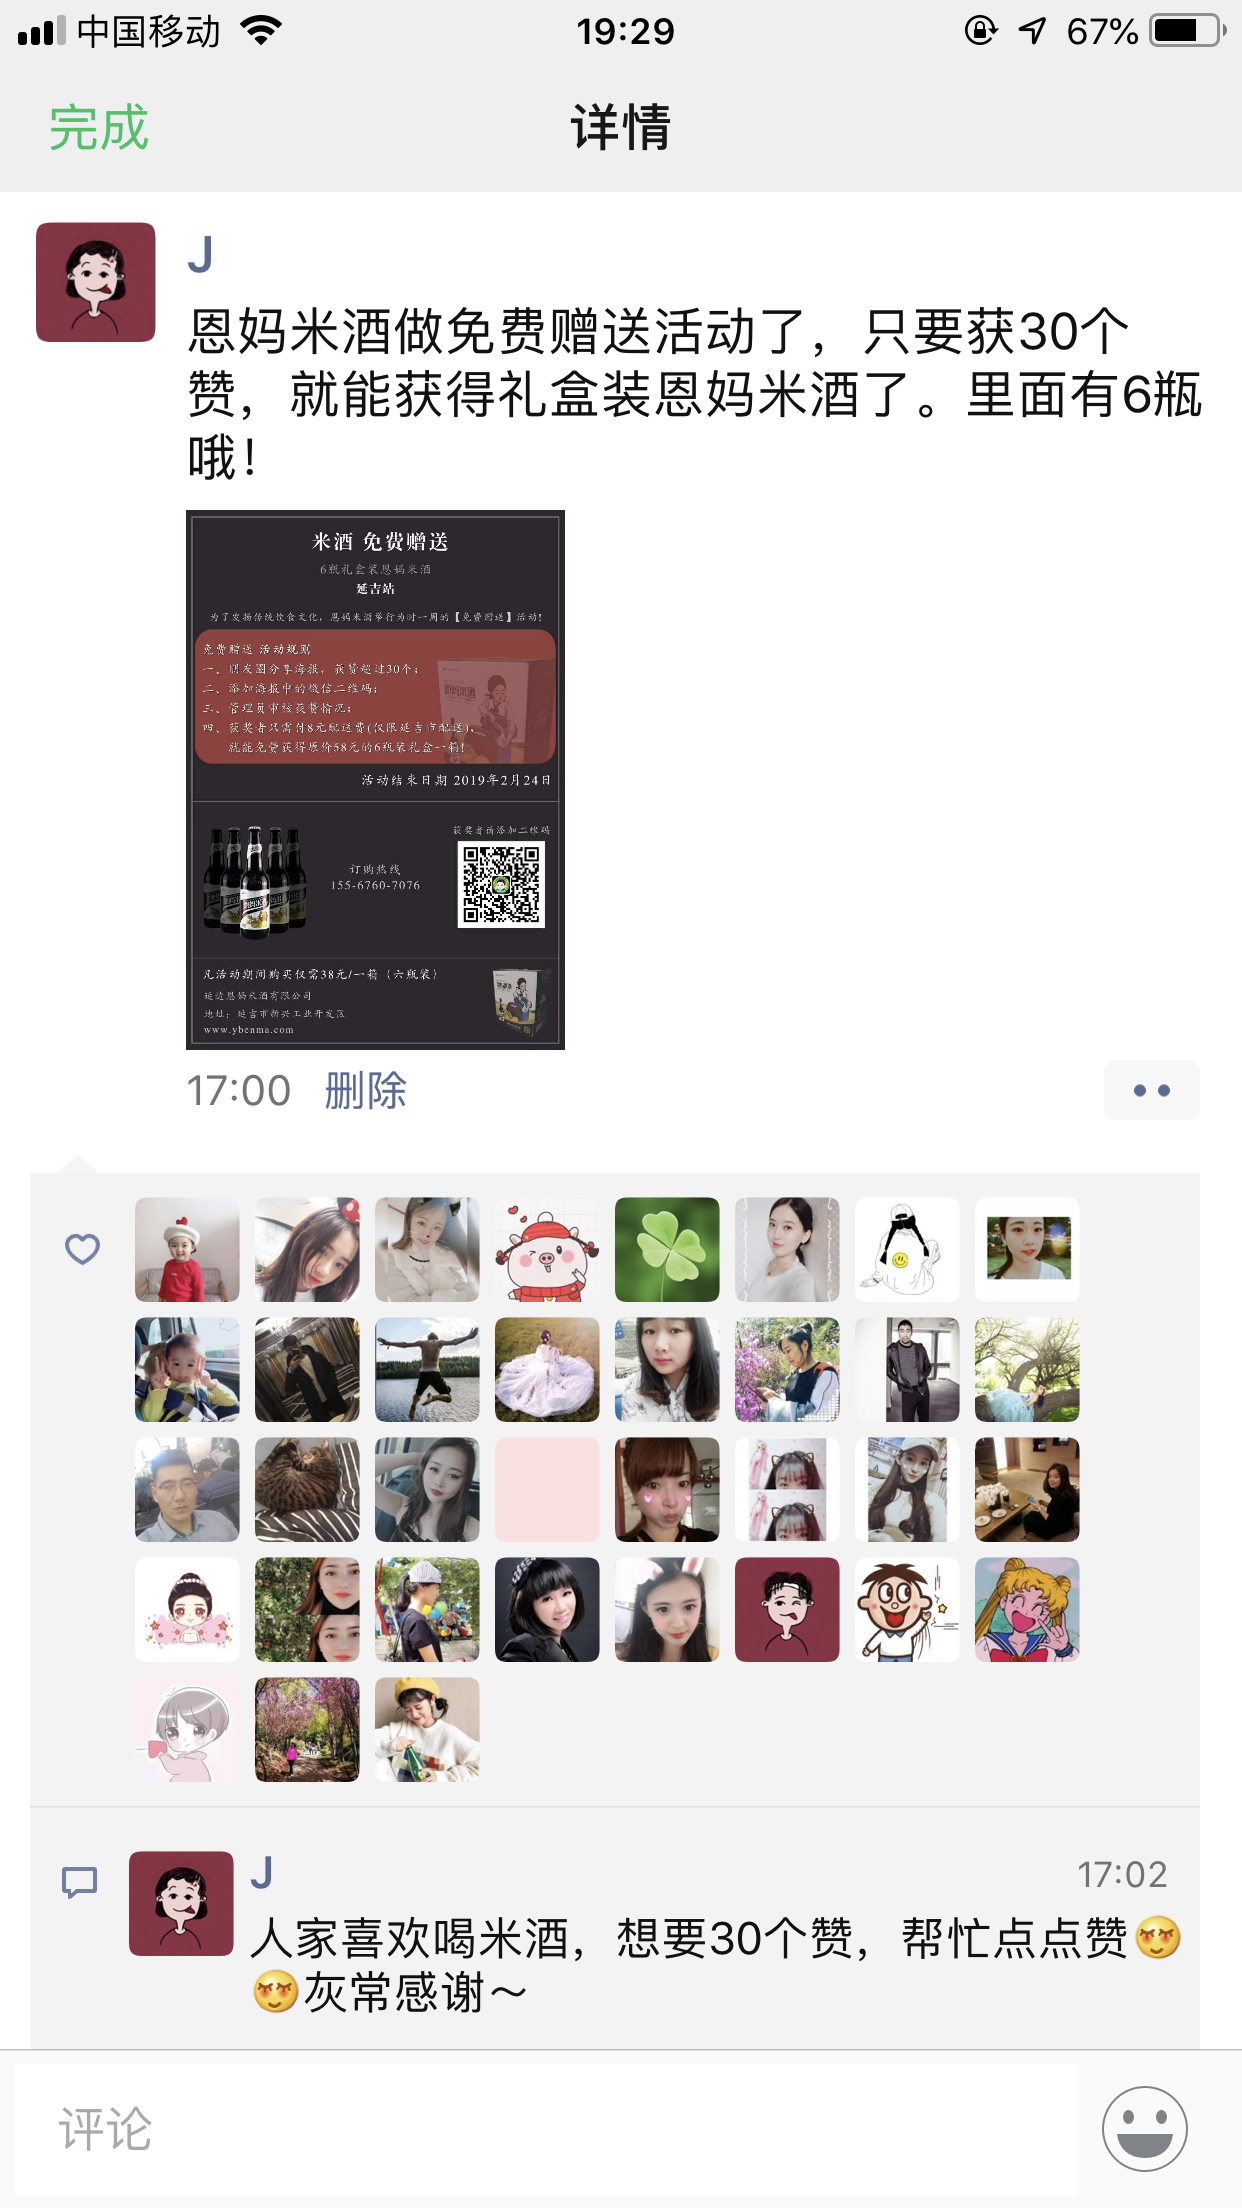 中国移动
19:29
67%
完成
详情
J
恩妈米酒做免费赠送活动了，只要获30个
赞，就能获得礼盒装恩妈米酒了。里面有6瓶
哦！
米酒 免费赠送
6瓶礼盒装恩妈米酒
延吉站
为了发扬传统饮食文化，恩妈米酒举行为时一周的【免费赠送】活动！
免费赠送 活动规则
一、朋友圈分享海报，获赞超过30个；
二、添加海报中的微信二维码；
三、管理员审核获赞情况；
四、获奖者只需付8元配送费(仅限延吉市配送)，
就能免费获得原价58元的6瓶装礼盒一箱！
恩妈米酒
活动结束日期 2019年2月24日
获奖者请添加二维码
订购热线
155-6760-7076
凡活动期间购买仅需38元/一箱（六瓶装）
延边恩妈米酒有限公司
地址：延吉市新兴工业开发区
www.ybenma.com
17:00
删除
J
17:02
人家喜欢喝米酒，想要30个赞，帮忙点点赞
灰常感谢～
评论